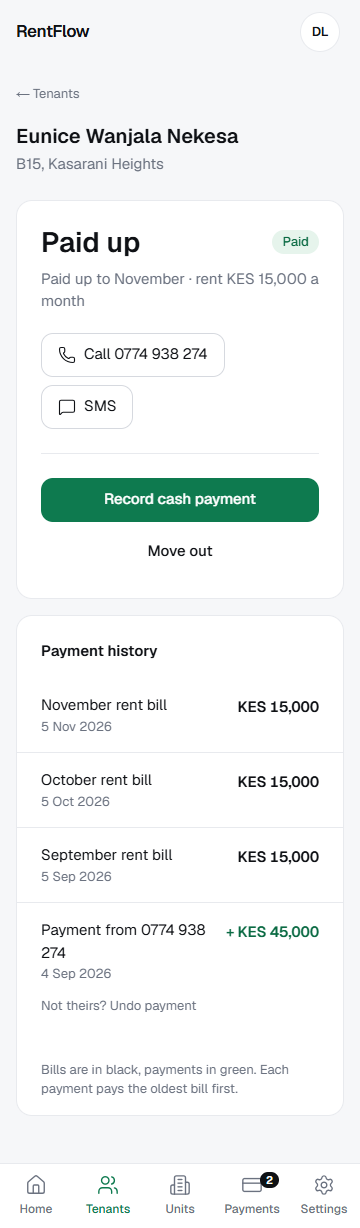 RentFlow
DL
← Tenants
Eunice Wanjala Nekesa
B15, Kasarani Heights
Paid up
Paid
Paid up to November · rent KES 15,000 a
month
Call 0774 938 274
SMS
Record cash payment
Move out
Payment history
November rent bill
KES 15,000
5 Nov 2026
October rent bill
KES 15,000
5 Oct 2026
September rent bill
KES 15,000
5 Sep 2026
Payment from 0774 938
274
+ KES 45,000
4 Sep 2026
Not theirs? Undo payment
Bills are in black, payments in green. Each
payment pays the oldest bill first.
2
Home
Tenants
Units
Payments
Settings